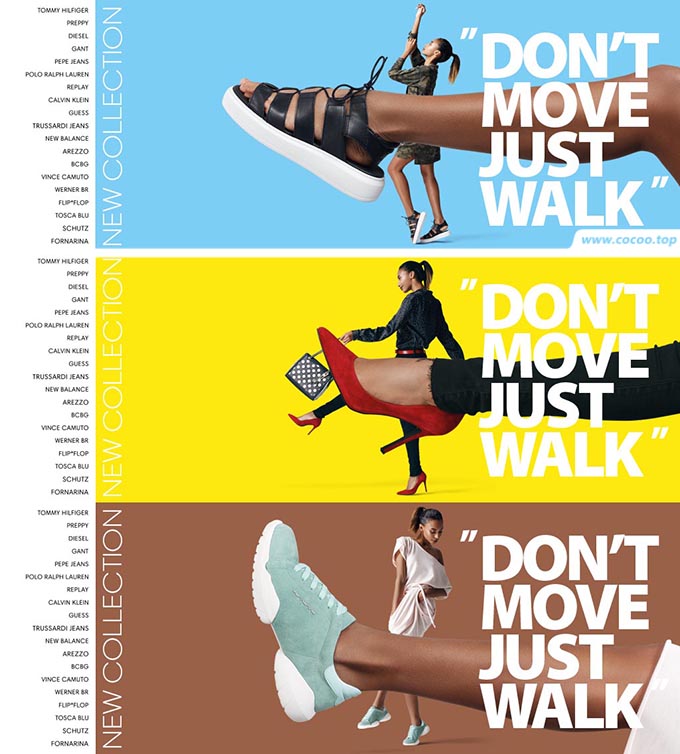 TOMMY HILFIGER
PREPPY
DIESEL
GANT
PEPE JEANS
POLO RALPH LAUREN
REPLAY
CALVIN KLEIN
GUESS
TRUSSARDI JEANS
NEW BALANCE
AREZZO
BCBG
VINCE CAMUTO
WERNER BR
FLIP*FLOP
TOSCA BLU
SCHUTZ
FORNARINA
NEW COLLECTION
" DON'T
MOVE
JUST
WALK "
www.cocoo.top
TOMMY HILFIGER
PREPPY
DIESEL
GANT
PEPE JEANS
POLO RALPH LAUREN
REPLAY
CALVIN KLEIN
GUESS
TRUSSARDI JEANS
NEW BALANCE
AREZZO
BCBG
VINCE CAMUTO
WERNER BR
FLIP*FLOP
TOSCA BLU
SCHUTZ
FORNARINA
NEW COLLECTION
" DON'T
MOVE
JUST
WALK "
TOMMY HILFIGER
PREPPY
DIESEL
GANT
PEPE JEANS
POLO RALPH LAUREN
REPLAY
CALVIN KLEIN
GUESS
TRUSSARDI JEANS
NEW BALANCE
AREZZO
BCBG
VINCE CAMUTO
WERNER BR
FLIP*FLOP
TOSCA BLU
SCHUTZ
FORNARINA
NEW COLLECTION
" DON'T
MOVE
JUST
WALK "